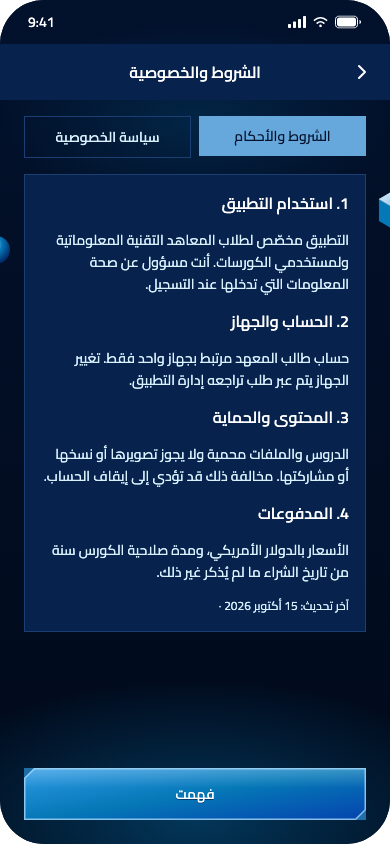 9:41
الشروط والخصوصية
الشروط والأحكام
سياسة الخصوصية
1. استخدام التطبيق
التطبيق مخصّص لطلاب المعاهد التقنية المعلوماتية
ولمستخدمي الكورسات. أنت مسؤول عن صحة
المعلومات التي تدخلها عند التسجيل.
2. الحساب والجهاز
حساب طالب المعهد مرتبط بجهاز واحد فقط. تغيير
الجهاز يتم عبر طلب تراجعه إدارة التطبيق.
3. المحتوى والحماية
الدروس والملفات محمية ولا يجوز تصويرها أو نسخها
أو مشاركتها. مخالفة ذلك قد تؤدي إلى إيقاف الحساب.
4. المدفوعات
الأسعار بالدولار الأمريكي، ومدة صلاحية الكورس سنة
من تاريخ الشراء ما لم يُذكر غير ذلك.
آخر تحديث: 15 أكتوبر 2026 ·
فهمت